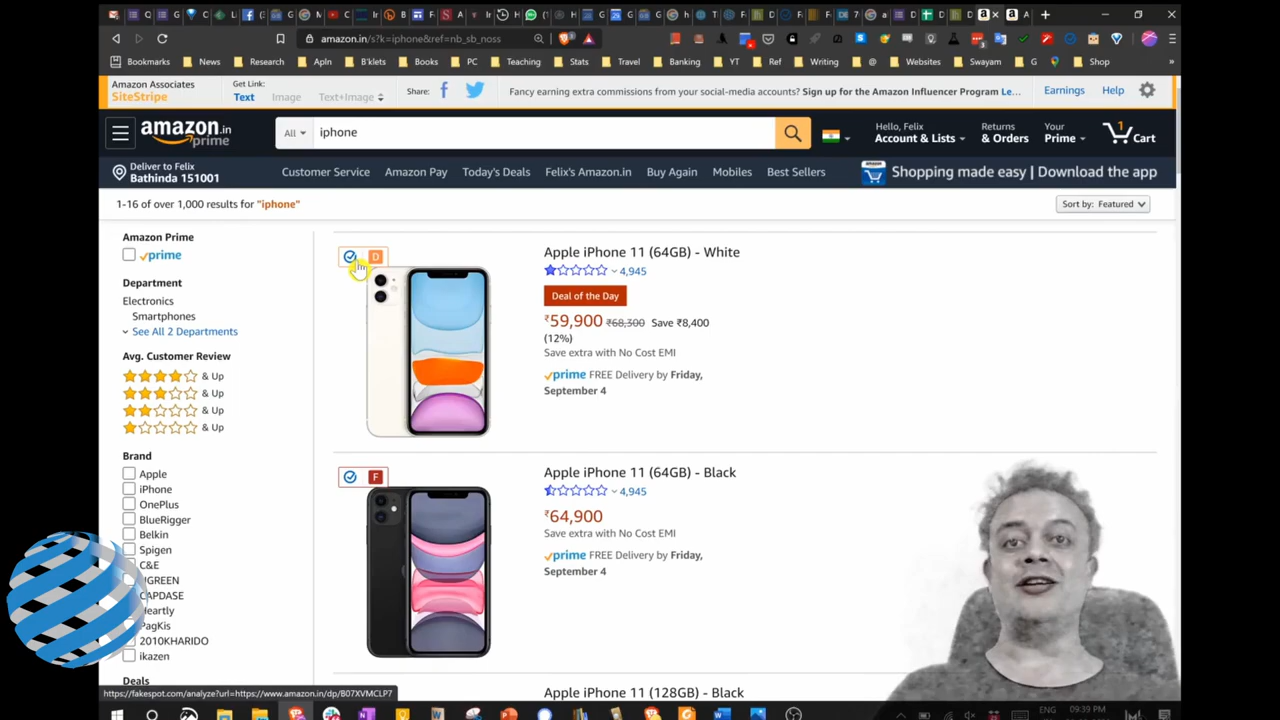 amazon.in/s?k=iphone&ref=nb_sb_noss
Bookmarks News Research ApIn B'klets Books PC Teaching Stats Travel Banking YT Ref Writing @ Websites Swayam G Shop »
Amazon Associates
SiteStripe
Get Link:
Text Image Text+Image
Share:
Fancy earning extra commissions from your social-media accounts? Sign up for the Amazon Influencer Program Le...
Earnings Help
amazon.in
prime
All
iphone
Hello, Felix
Account & Lists
Returns
& Orders
Your
Prime
1
Cart
Deliver to Felix
Bathinda 151001
Customer Service Amazon Pay Today's Deals Felix's Amazon.in Buy Again Mobiles Best Sellers
Shopping made easy | Download the app
1-16 of over 1,000 results for "iphone"
Sort by: Featured
Amazon Prime
prime
Department
Electronics
Smartphones
See All 2 Departments
Avg. Customer Review
& Up
& Up
& Up
& Up
Brand
Apple
iPhone
OnePlus
BlueRigger
Belkin
Spigen
C&E
UGREEN
CAPDASE
Heartly
PagKis
2010KHARIDO
ikazen
Deals
D
Apple iPhone 11 (64GB) - White
4,945
Deal of the Day
₹59,900 ₹68,300 Save ₹8,400
(12%)
Save extra with No Cost EMI
prime FREE Delivery by Friday,
September 4
F
Apple iPhone 11 (64GB) - Black
4,945
₹64,900
Save extra with No Cost EMI
prime FREE Delivery by Friday,
September 4
Apple iPhone 11 (128GB) - Black
https://fakespot.com/analyze?url=https://www.amazon.in/dp/B07XVMCLP7
ENG
09:39 PM